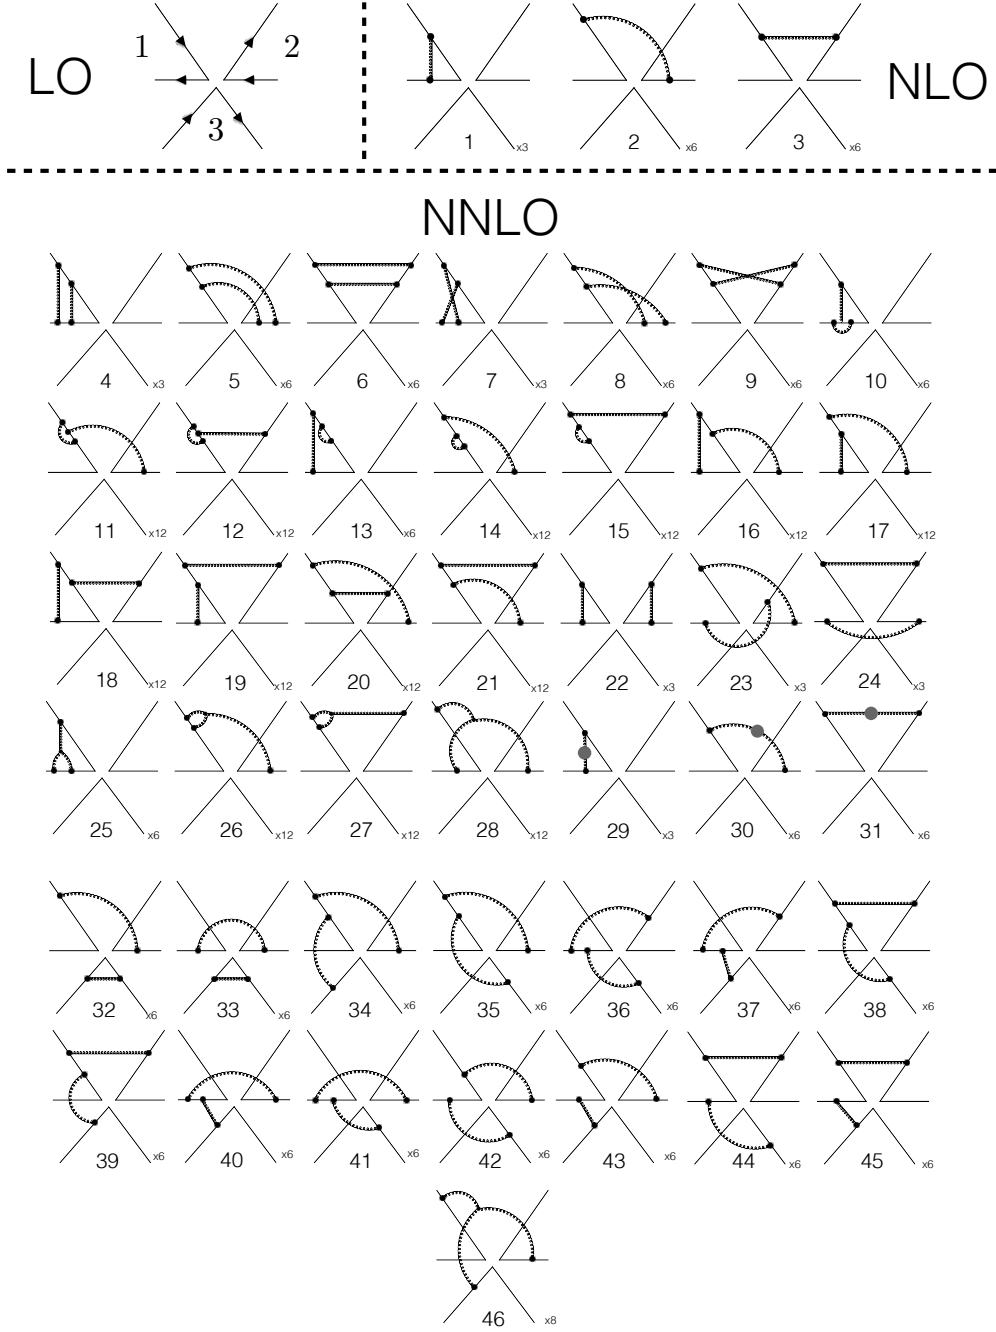 LO 1 2 3 NLO
1 x3 2 x6 3 x6
NNLO
4 x3 5 x6 6 x6 7 x3 8 x6 9 x6 10 x6
11 x12 12 x12 13 x6 14 x12 15 x12 16 x12 17 x12
18 x12 19 x12 20 x12 21 x12 22 x3 23 x3 24 x3
25 x6 26 x12 27 x12 28 x12 29 x3 30 x6 31 x6
32 x6 33 x6 34 x6 35 x6 36 x6 37 x6 38 x6
39 x6 40 x6 41 x6 42 x6 43 x6 44 x6 45 x6
46 x8